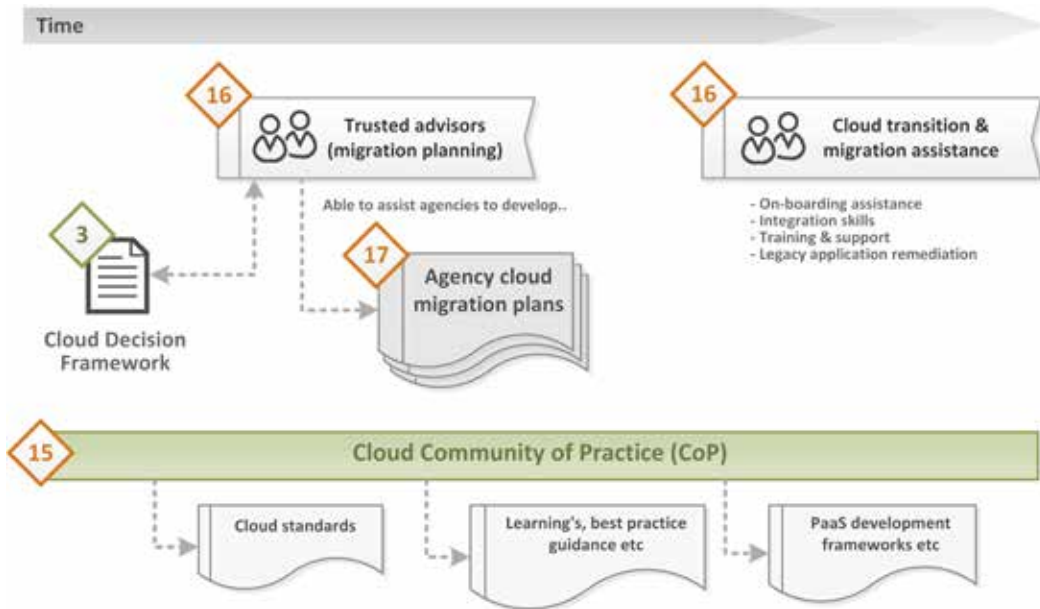 Time
16
Trusted advisors
(migration planning)
16
Cloud transition &
migration assistance
Able to assist agencies to develop..
- On-boarding assistance
- Integration skills
- Training & support
- Legacy application remediation
3
Cloud Decision
Framework
17
Agency cloud
migration plans
15
Cloud Community of Practice (CoP)
Cloud standards
Learning's, best practice
guidance etc
PaaS development
frameworks etc